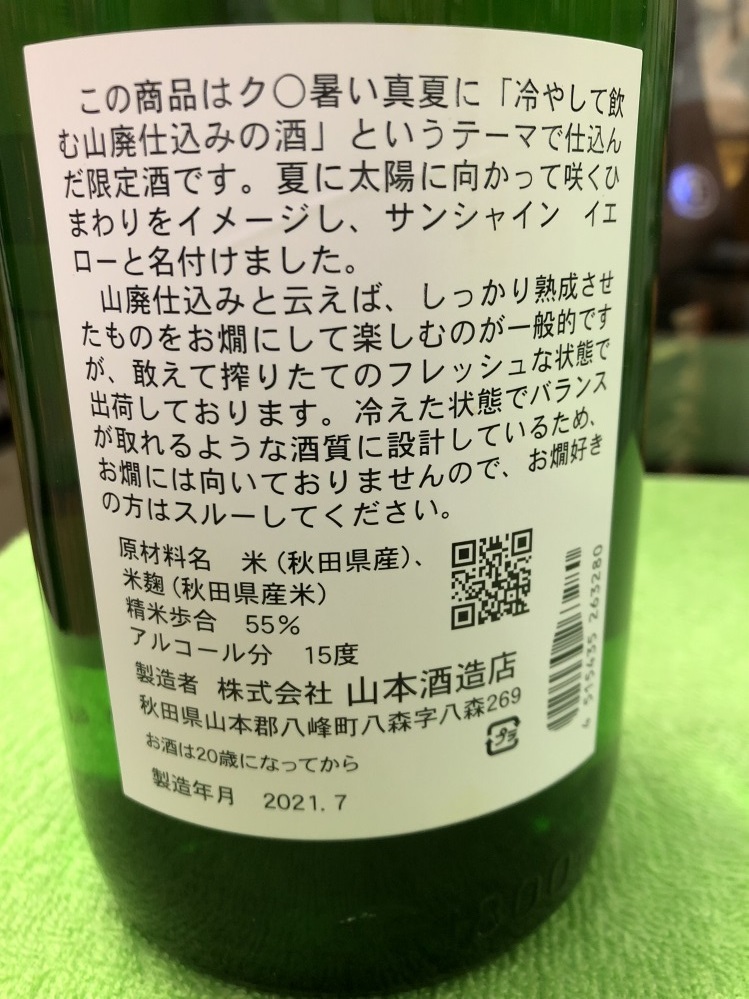 この商品はク〇暑い真夏に「冷やして飲
む山廃仕込みの酒」というテーマで仕込ん
だ限定酒です。夏に太陽に向かって咲くひ
まわりをイメージし、サンシャイン　イエ
ローと名付けました。
山廃仕込みと云えば、しっかり熟成させ
たものをお燗にして楽しむのが一般的です
が、敢えて搾りたてのフレッシュな状態で
出荷しております。冷えた状態でバランス
が取れるような酒質に設計しているため、
お燗には向いておりませんので、お燗好き
の方はスルーしてください。
原材料名　米（秋田県産）、
米麹（秋田県産米）
精米歩合　55％
アルコール分　15度
製造者　株式会社 山本酒造店
秋田県山本郡八峰町八森字八森269
お酒は20歳になってから
製造年月　2021.7
プラ
4 515435 263280